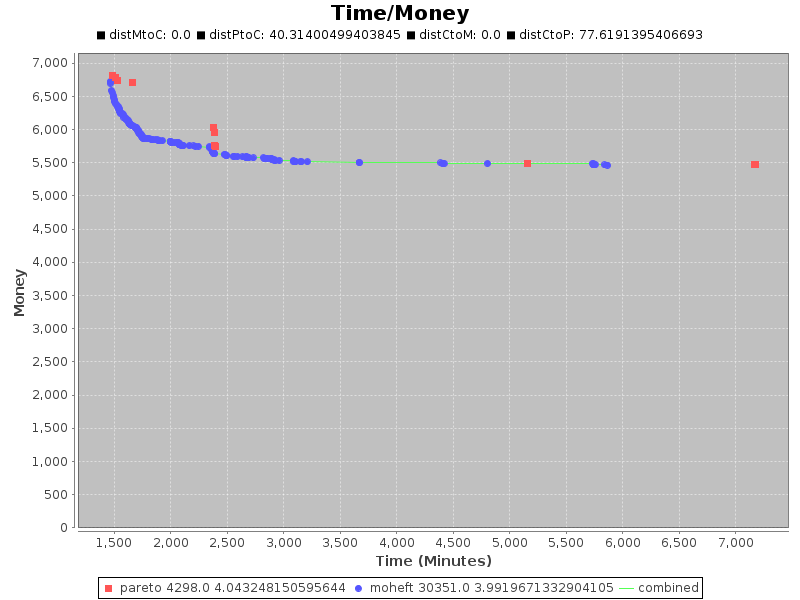 Time/Money
distMtoC: 0.0 distPtoC: 40.31400499403845 distCtoM: 0.0 distCtoP: 77.6191395406693
7,000
6,500
6,000
5,500
5,000
4,500
4,000
3,500
3,000
2,500
2,000
1,500
1,000
500
0
Money
1,500 2,000 2,500 3,000 3,500 4,000 4,500 5,000 5,500 6,000 6,500 7,000
Time (Minutes)
pareto 4298.0 4.043248150595644 moheft 30351.0 3.9919671332904105 combined